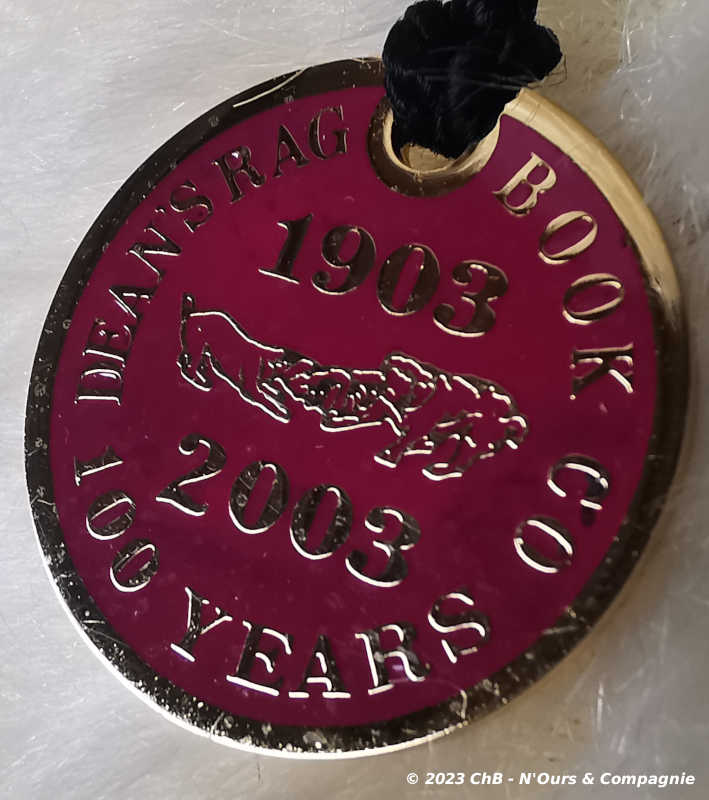 DEAN'S RAG BOOK CO
1903
2003
100 YEARS
© 2023 ChB - N'Ours & Compagnie